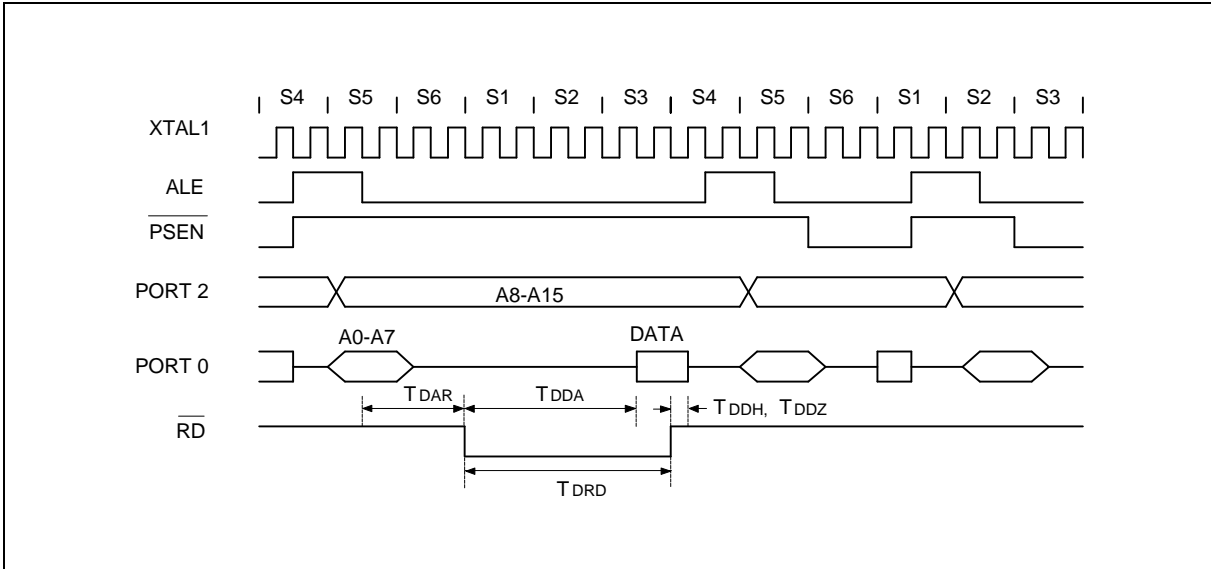 S4 S5 S6 S1 S2 S3 S4 S5 S6 S1 S2 S3
XTAL1
ALE
PSEN
PORT 2
A8-A15
A0-A7
DATA
PORT 0
TDAR
TDDA
TDDH, TDDZ
RD
TDRD